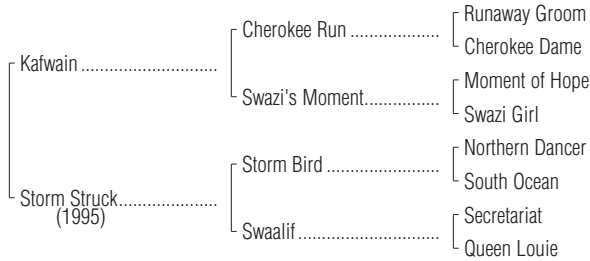 Runaway Groom
Cherokee Run ..................
Cherokee Dame
Kafwain ...........................
Moment of Hope
Swazi's Moment...............
Swazi Girl
Northern Dancer
Storm Bird ......................
South Ocean
Storm Struck....................
(1995)
Secretariat
Swaalif ............................
Queen Louie